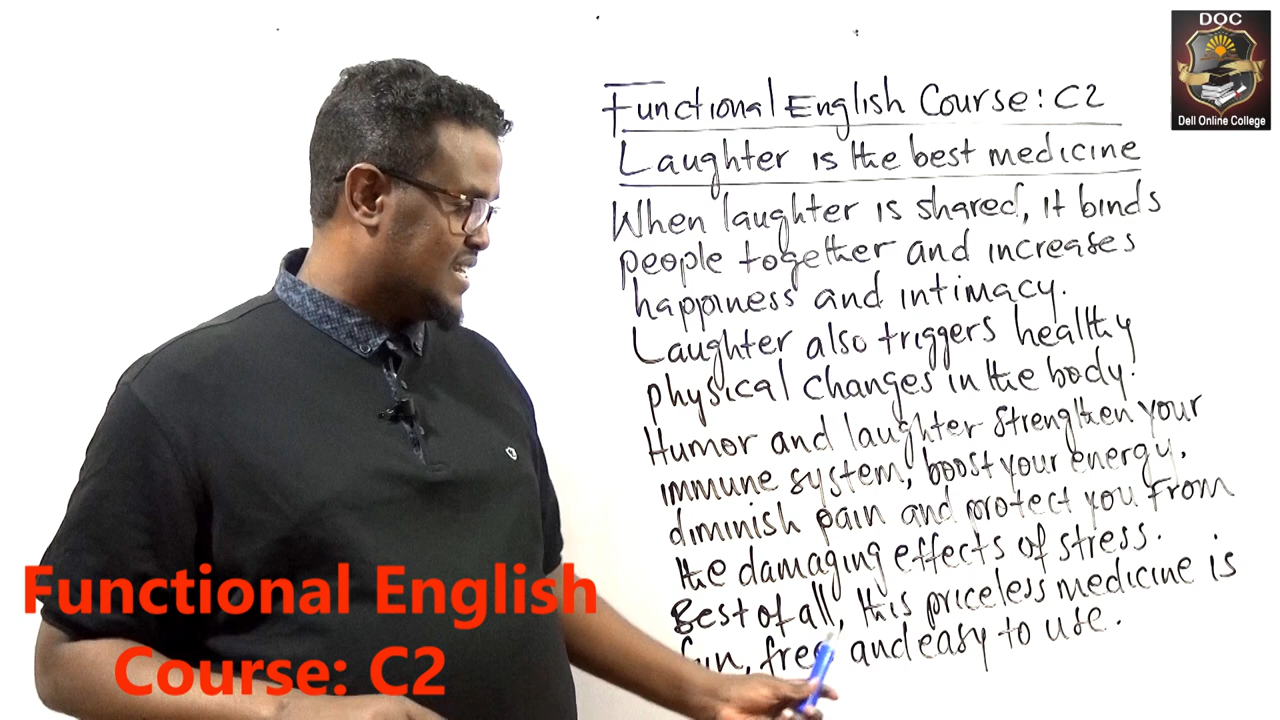 DOC
Dell Online College
Functional English Course: C2
Laughter is the best medicine
When laughter is shared, it binds
people together and increases
happiness and intimacy.
Laughter also triggers healthy
physical changes in the body.
Humor and laughter strengthen your
immune system, boost your energy,
diminish pain and protect you from
the damaging effects of stress.
Best of all, this priceless medicine is
fun, free and easy to use.
Functional English
Course: C2